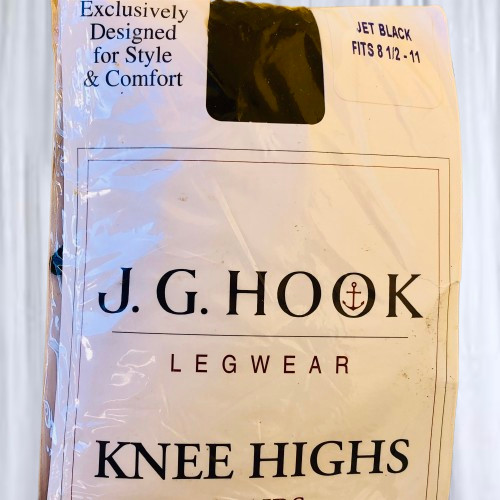 Exclusively
Designed
for Style
& Comfort
JET BLACK
FITS 8 1/2 - 11
J. G. HOOK
LEGWEAR
KNEE HIGHS